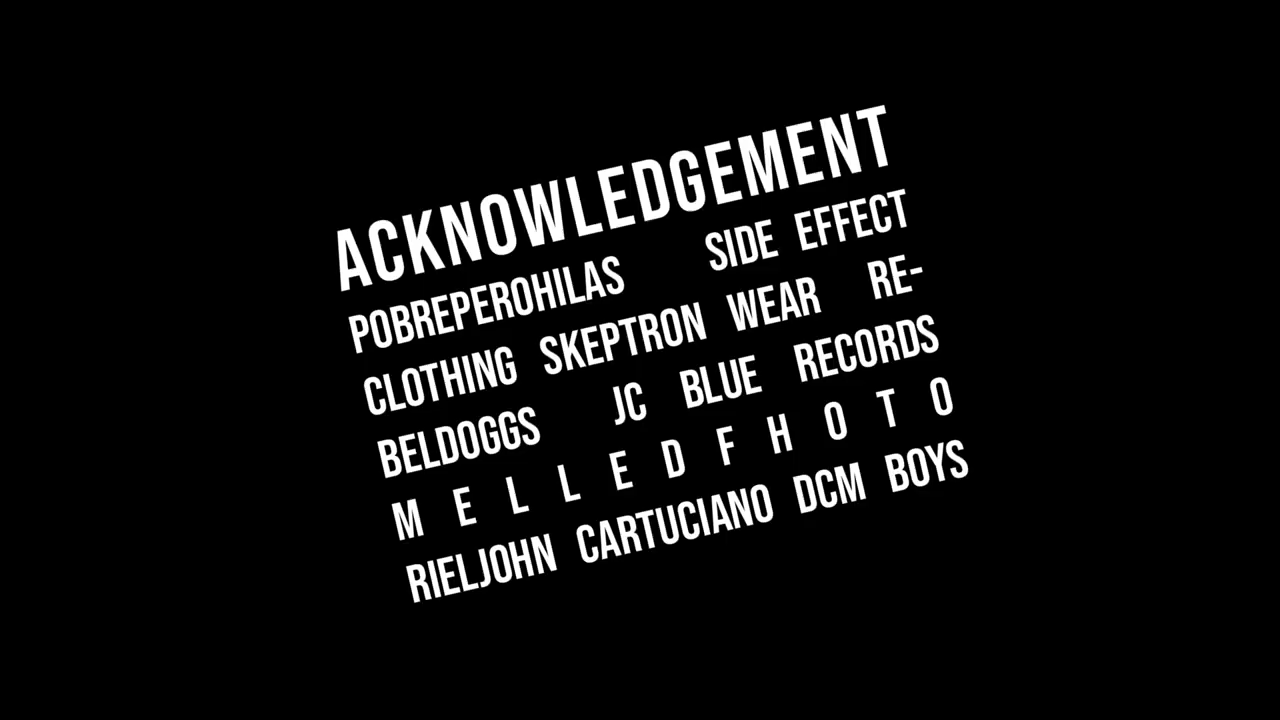 ACKNOWLEDGEMENT
POBREPEROHILAS SIDE EFFECT
CLOTHING SKEPTRON WEAR RE-
BELDOGGS JC BLUE RECORDS
M E L L E D F H O T O
RIELJOHN CARTUCIANO DCM BOYS